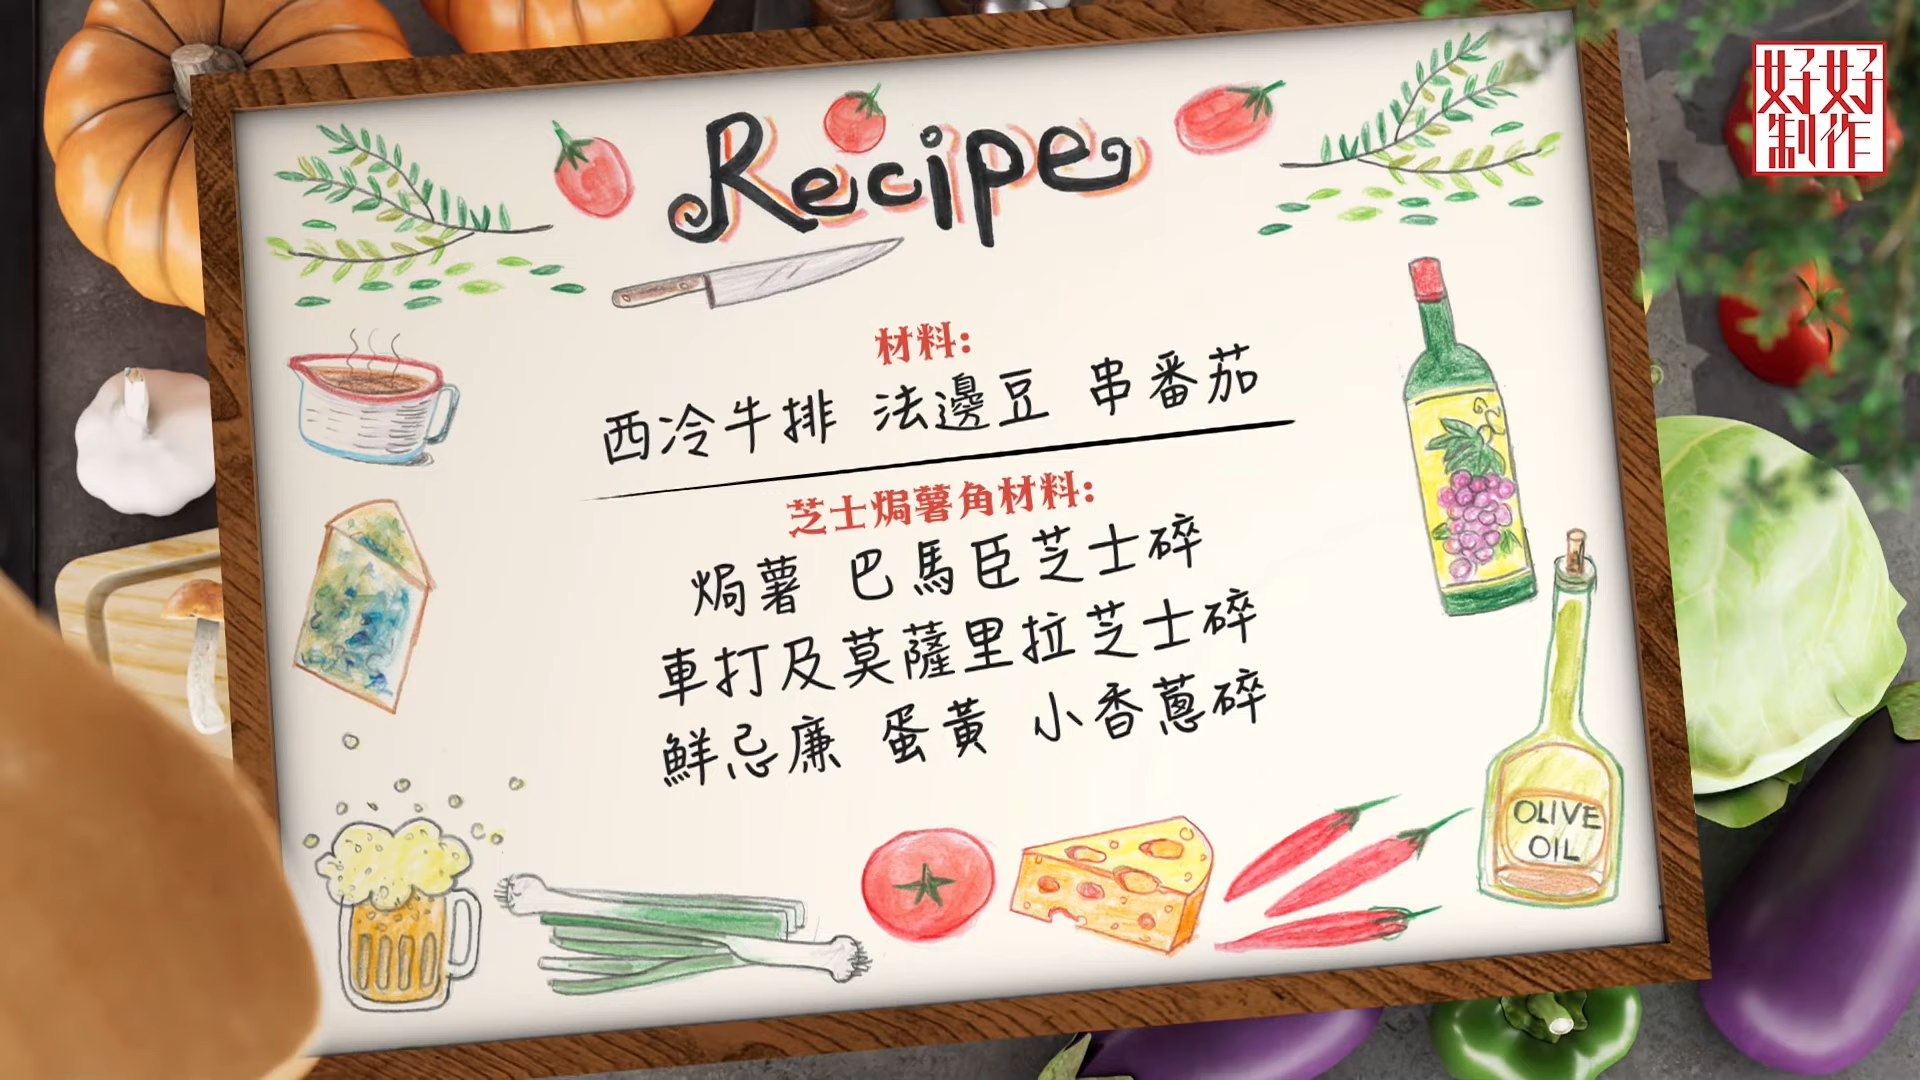 好好
制作
Recipe
材料:
西冷牛排 法邊豆 串番茄
芝士焗薯角材料:
焗薯 巴馬臣芝士碎
車打及莫薩里拉芝士碎
鮮忌廉 蛋黃 小香蔥碎
OLIVE
OIL